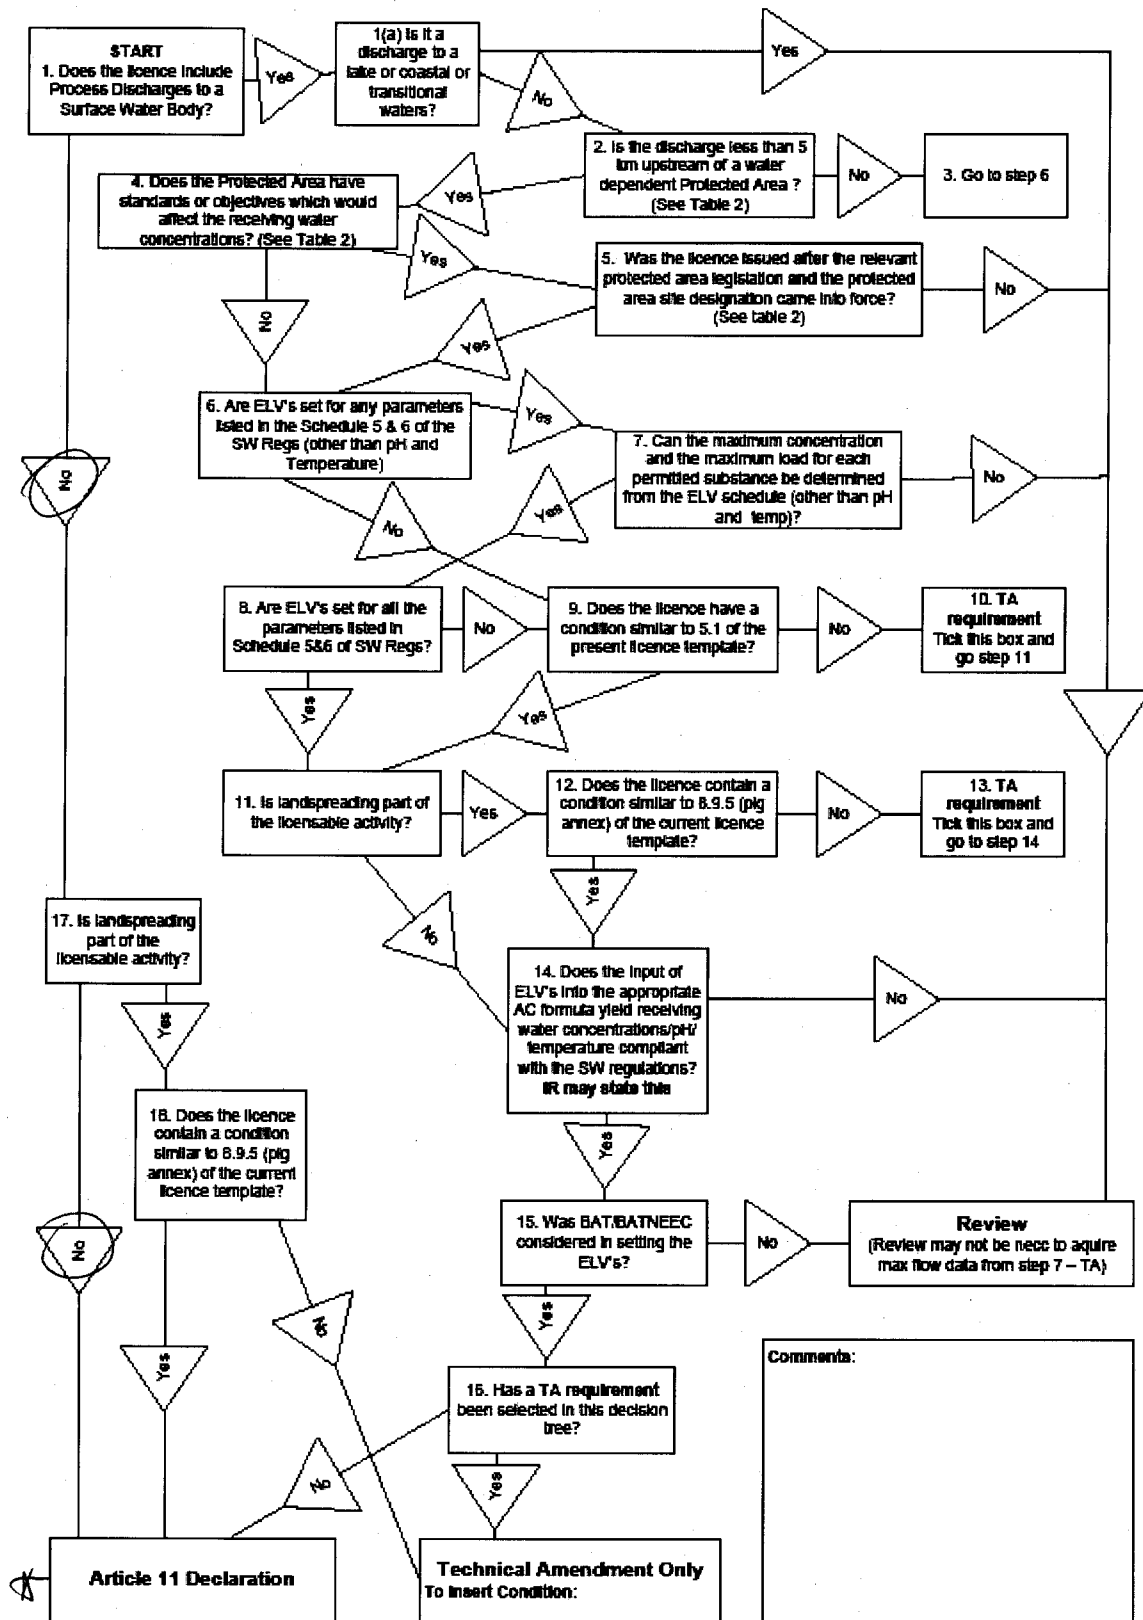 START
1. Does the licence include
Process Discharges to a
Surface Water Body?
Yes
1(a) Is it a
discharge to a
lake or coastal or
transitional
waters?
Yes
No
2. Is the discharge less than 5
km upstream of a water
dependent Protected Area ?
(See Table 2)
No
3. Go to step 6
Yes
4. Does the Protected Area have
standards or objectives which would
affect the receiving water
concentrations? (See Table 2)
Yes
No
5. Was the licence issued after the relevant
protected area legislation and the protected
area site designation came into force?
(See table 2)
No
Yes
6. Are ELV's set for any parameters
listed in the Schedule 5 & 6 of the
SW Regs (other than pH and
Temperature)
Yes
No
7. Can the maximum concentration
and the maximum load for each
permitted substance be determined
from the ELV schedule (other than pH
and temp)?
No
Yes
No
8. Are ELV's set for all the
parameters listed in
Schedule 5&6 of SW Regs?
No
Yes
9. Does the licence have a
condition similar to 5.1 of the
present licence template?
No
Yes
10. TA
requirement
Tick this box and
go step 11
11. Is landspreading part of
the licensable activity?
Yes
No
12. Does the licence contain a
condition similar to 8.9.5 (pig
annex) of the current licence
template?
No
Yes
13. TA
requirement
Tick this box and
go to step 14
17. Is landspreading
part of the
licensable activity?
Yes
No
14. Does the input of
ELV's into the appropritate
AC formula yield receiving
water concentrations/pH/
temperature compliant
with the SW regulations?
IR may state this
No
Yes
18. Does the licence
contain a condition
similar to 8.9.5 (pig
annex) of the current
licence template?
No
Yes
15. Was BAT/BATNEEC
considered in setting the
ELV's?
No
Yes
Review
(Review may not be necc to aquire
max flow data from step 7 – TA)
16. Has a TA requirement
been selected in this decision
tree?
No
Yes
Comments:
Article 11 Declaration
Technical Amendment Only
To Insert Condition: